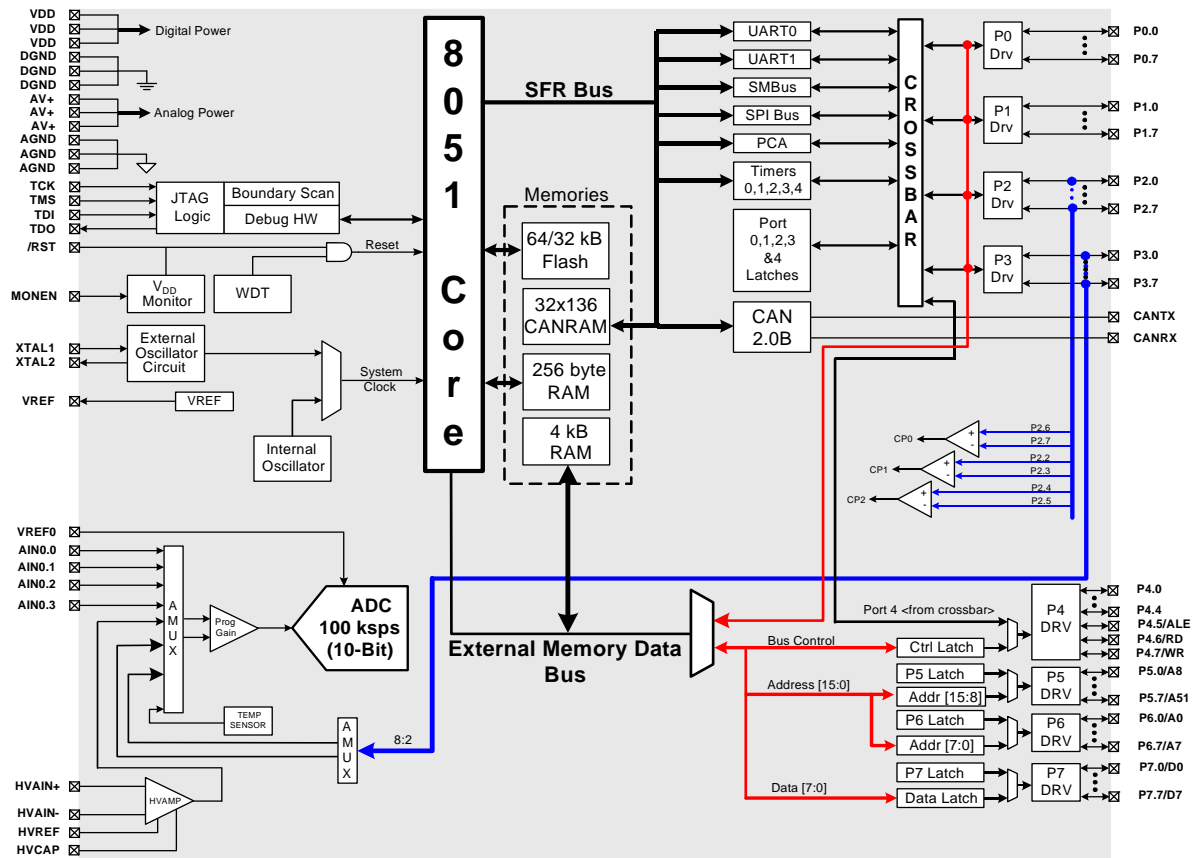 VDD
VDD
VDD
Digital Power
DGND
DGND
DGND
AV+
AV+
AV+
Analog Power
AGND
AGND
AGND
TCK
TMS
TDI
TDO
JTAG
Logic
Boundary Scan
Debug HW
/RST
Reset
MONEN
VDD
Monitor
WDT
XTAL1
XTAL2
External
Oscillator
Circuit
System
Clock
VREF
VREF
Internal
Oscillator
8
0
5
1
C
o
r
e
SFR Bus
Memories
64/32 kB
Flash
32x136
CANRAM
256 byte
RAM
4 kB
RAM
UART0
UART1
SMBus
SPI Bus
PCA
Timers
0,1,2,3,4
Port
0,1,2,3
&4
Latches
CAN
2.0B
C
R
O
S
S
B
A
R
P0
Drv
P0.0
P0.7
P1
Drv
P1.0
P1.7
P2
Drv
P2.0
P2.7
P3
Drv
P3.0
P3.7
CANTX
CANRX
CP0
+
-
P2.6
P2.7
CP1
+
-
P2.2
P2.3
CP2
+
-
P2.4
P2.5
VREF0
AIN0.0
AIN0.1
AIN0.2
AIN0.3
A
M
U
X
Prog
Gain
ADC
100 ksps
(10-Bit)
TEMP
SENSOR
A
M
U
X
8:2
HVAIN+
HVAIN-
HVREF
HVCAP
HVAMP
External Memory Data
Bus
Port 4 <from crossbar>
Bus Control
Ctrl Latch
P4
DRV
P4.0
P4.4
P4.5/ALE
P4.6/RD
P4.7/WR
Address [15:0]
P5 Latch
Addr [15:8]
P5
DRV
P5.0/A8
P5.7/A51
P6 Latch
Addr [7:0]
P6
DRV
P6.0/A0
P6.7/A7
Data [7:0]
P7 Latch
Data Latch
P7
DRV
P7.0/D0
P7.7/D7